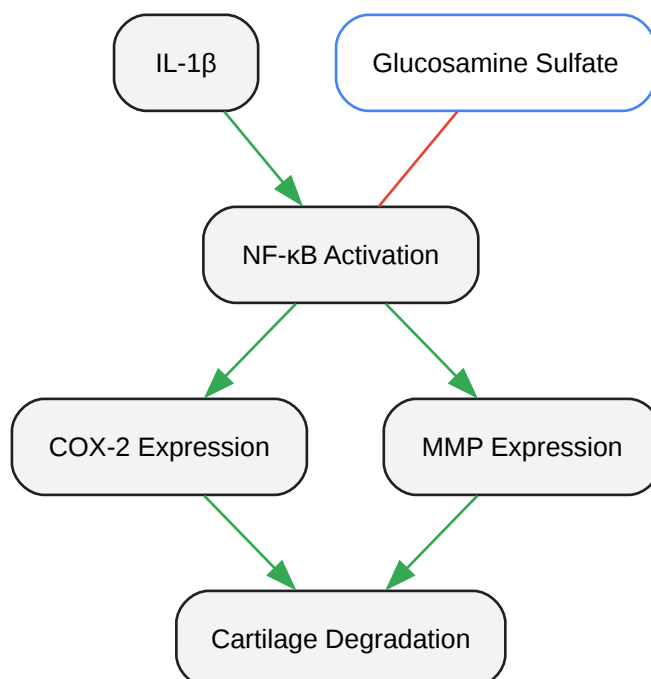 IL-1β
Glucosamine Sulfate
NF-κB Activation
COX-2 Expression
MMP Expression
Cartilage Degradation